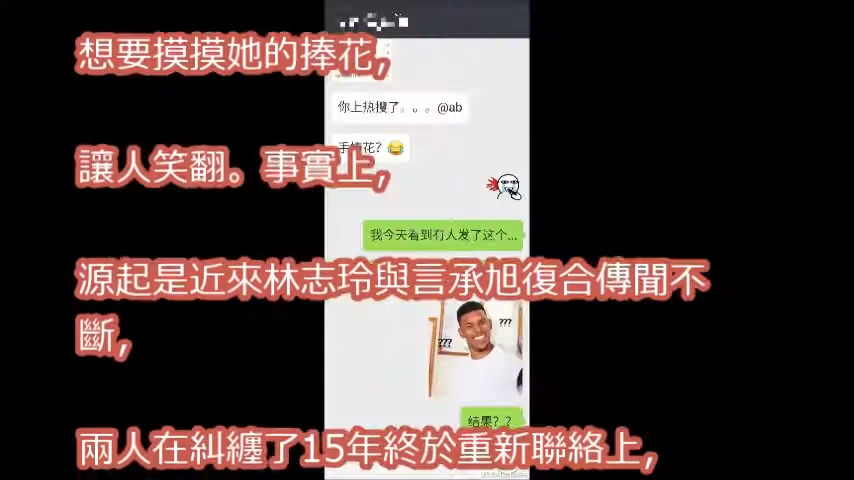 想要摸摸她的捧花，
你上热搜了。。。@ab
手捧花？
讓人笑翻。事實上，
我今天看到有人发了这个...
源起是近來林志玲與言承旭復合傳聞不
???
斷，
???
结果？？
兩人在糾纏了15年終於重新聯絡上，